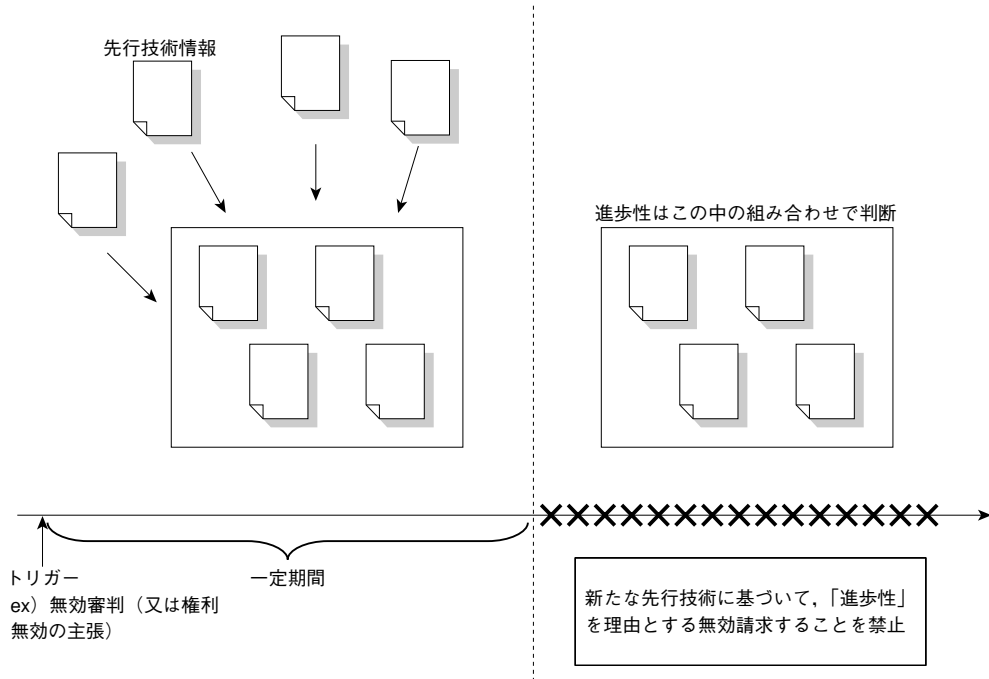 先行技術情報
進歩性はこの中の組み合わせで判断
トリガー
ex）無効審判（又は権利
無効の主張）
一定期間
新たな先行技術に基づいて，「進歩性」
を理由とする無効請求することを禁止